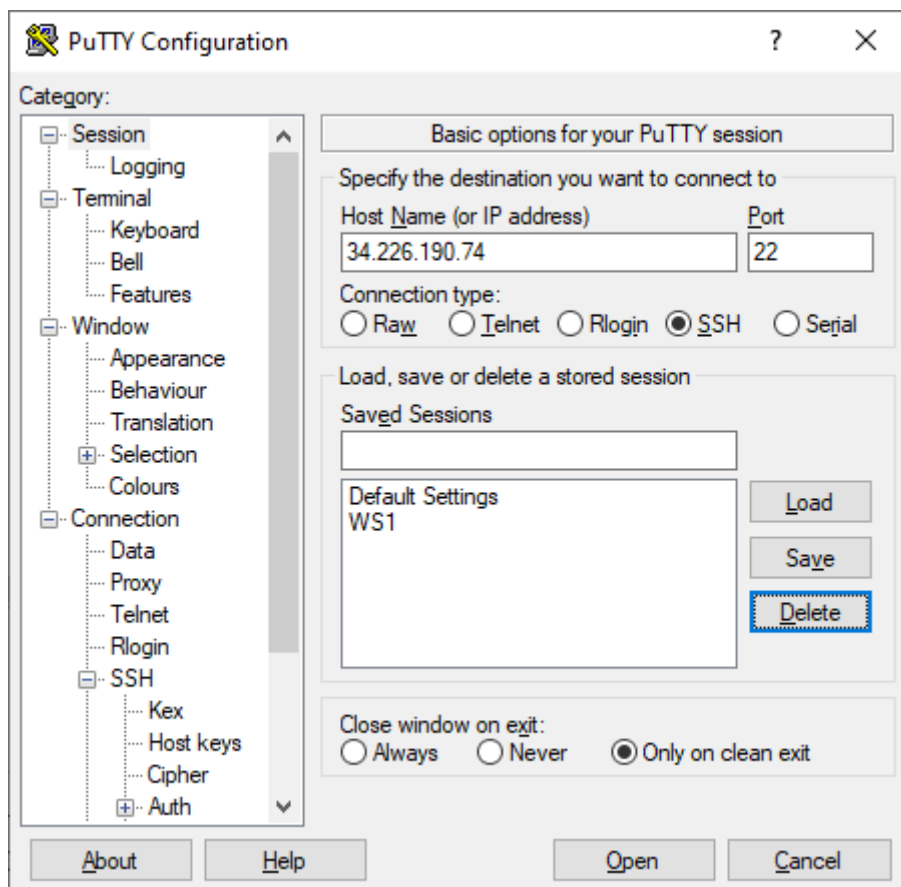 PuTTY Configuration
?
Category:
Session
Logging
Terminal
Keyboard
Bell
Features
Window
Appearance
Behaviour
Translation
Selection
Colours
Connection
Data
Proxy
Telnet
Rlogin
SSH
Kex
Host keys
Cipher
Auth
Basic options for your PuTTY session
Specify the destination you want to connect to
Host Name (or IP address) Port
34.226.190.74 22
Connection type:
Raw Telnet Rlogin SSH Serial
Load, save or delete a stored session
Saved Sessions
Default Settings
WS1
Load
Save
Delete
Close window on exit:
Always Never Only on clean exit
About Help Open Cancel